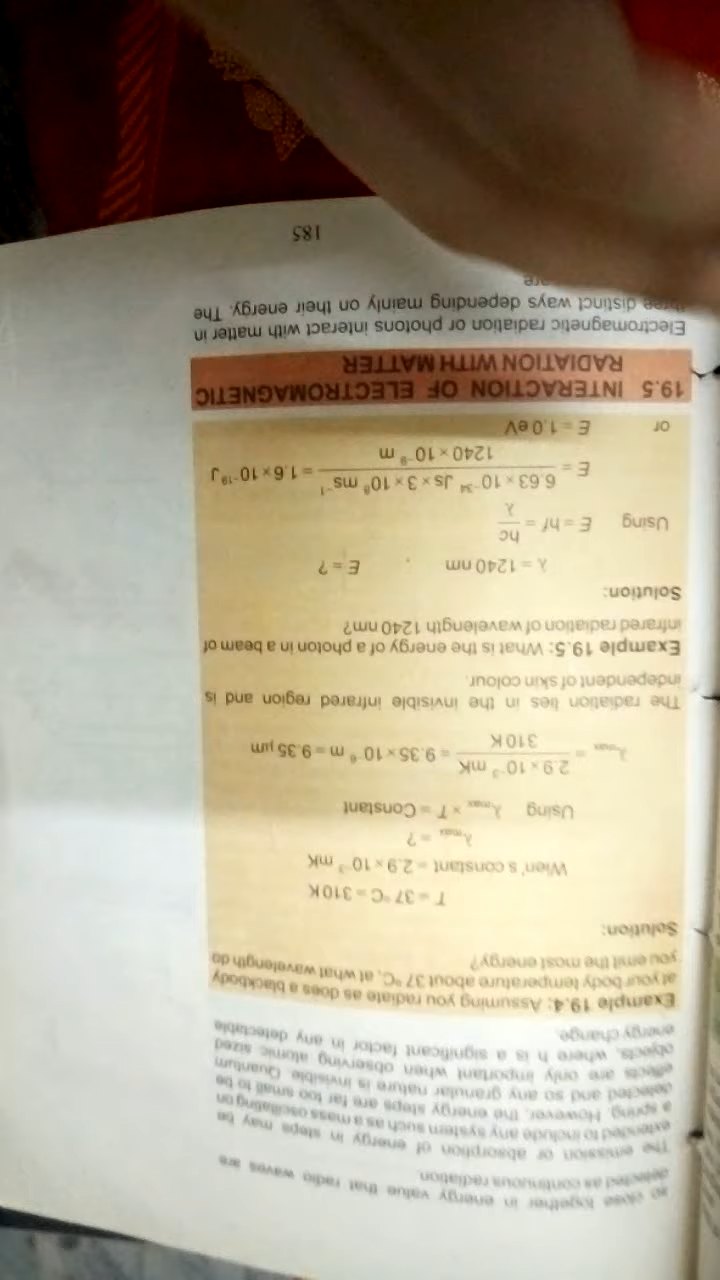 so close together in energy value that radio waves are
detected as continuous radiation.
The emission or absorption of energy in steps may be
extended to include any system such as a mass oscillating on
a spring. However, the energy steps are far too small to be
detected and so any granular nature is invisible. Quantum
effects are only important when observing atomic sized
objects, where h is a significant factor in any detectable
energy change.
Example 19.4: Assuming you radiate as does a blackbody
at your body temperature about 37 °C, at what wavelength do
you emit the most energy?
Solution:
T = 37 °C = 310 K
Wien's constant = 2.9 × 10⁻³ mK
λmax = ?
Using λmax × T = Constant
λmax = 2.9 × 10⁻³ mK / 310 K = 9.35 × 10⁻⁶ m = 9.35 μm
The radiation lies in the invisible infrared region and is
independent of skin colour.
Example 19.5: What is the energy of a photon in a beam of
infrared radiation of wavelength 1240 nm?
Solution:
λ = 1240 nm , E = ?
Using E = hf = hc / λ
E = 6.63 × 10⁻³⁴ Js × 3 × 10⁸ ms⁻¹ / 1240 × 10⁻⁹ m = 1.6 × 10⁻¹⁹ J
or E = 1.0 eV
19.5 INTERACTION OF ELECTROMAGNETIC
RADIATION WITH MATTER
Electromagnetic radiation or photons interact with matter in
three distinct ways depending mainly on their energy. The
are
185